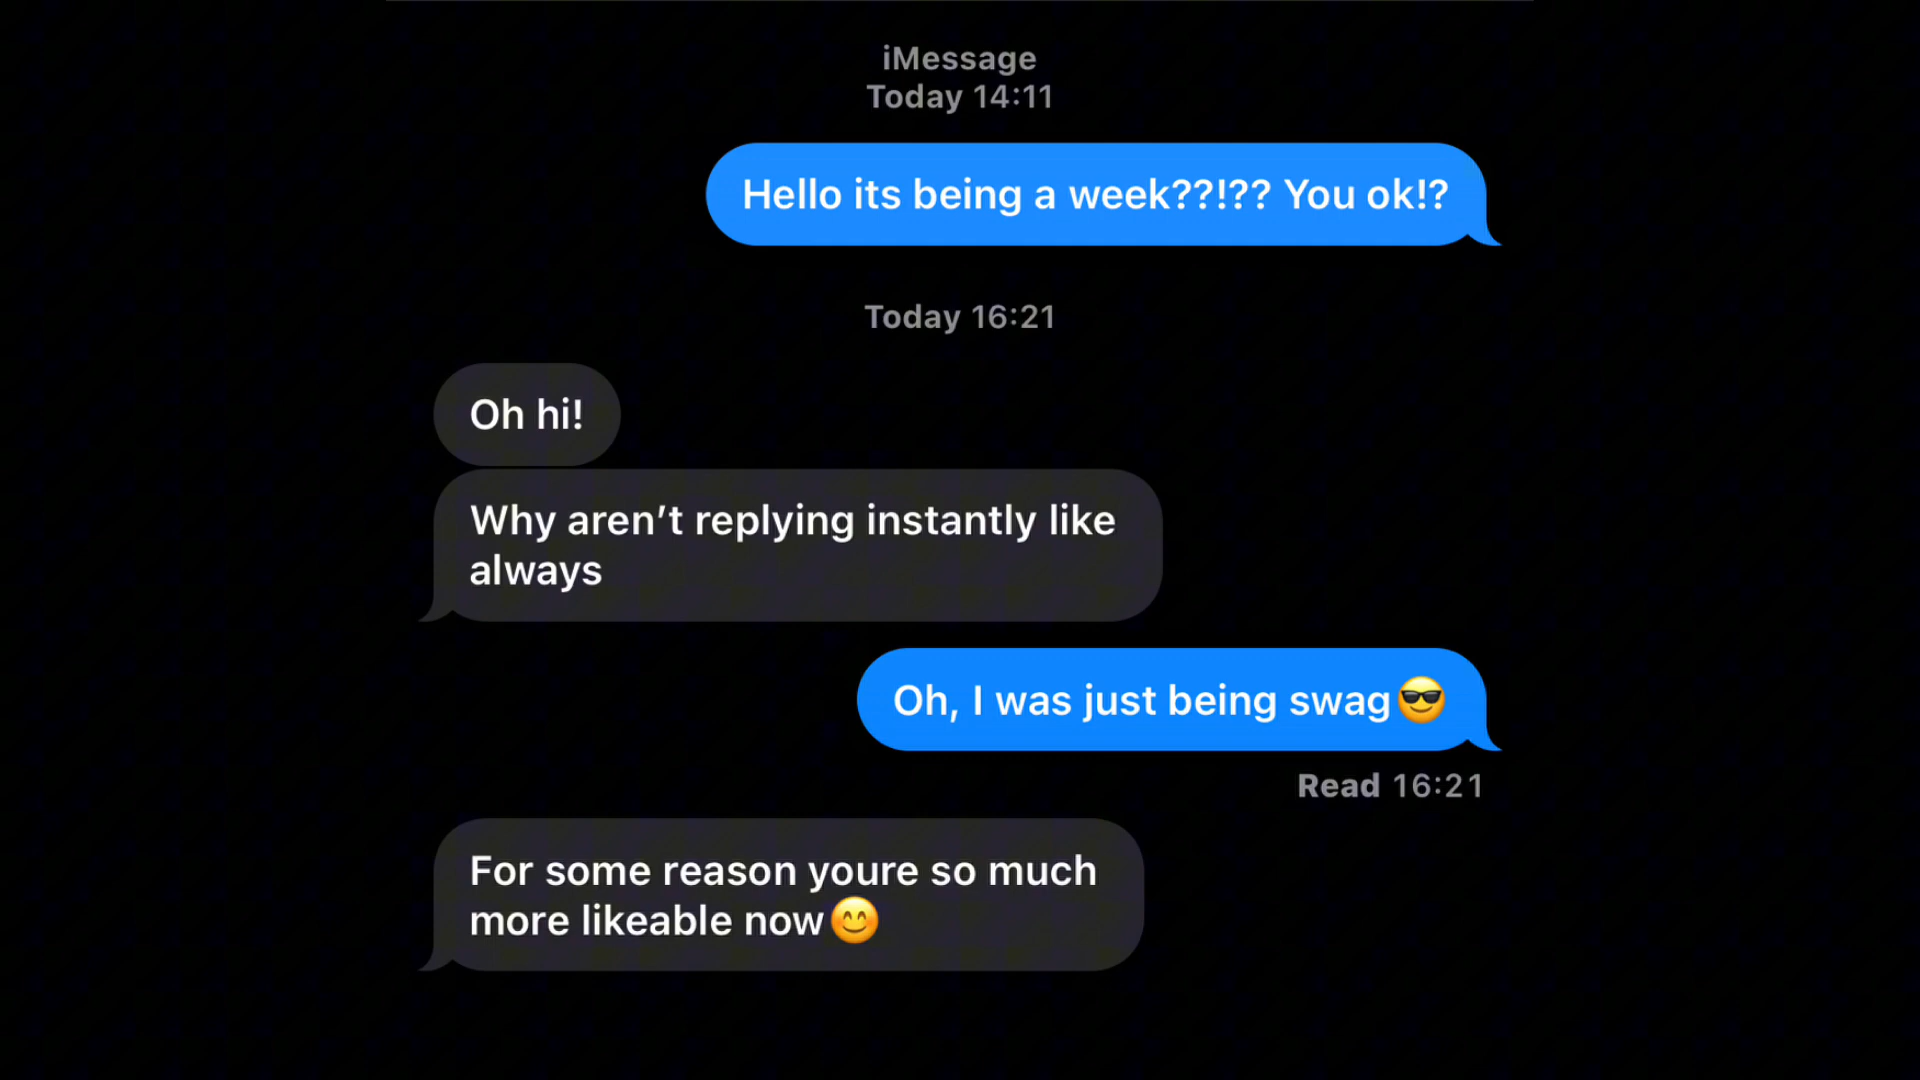 iMessage
Today 14:11
Hello its being a week??!?? You ok!?
Today 16:21
Oh hi!
Why aren’t replying instantly like
always
Oh, I was just being swag😎
Read 16:21
For some reason youre so much
more likeable now😊